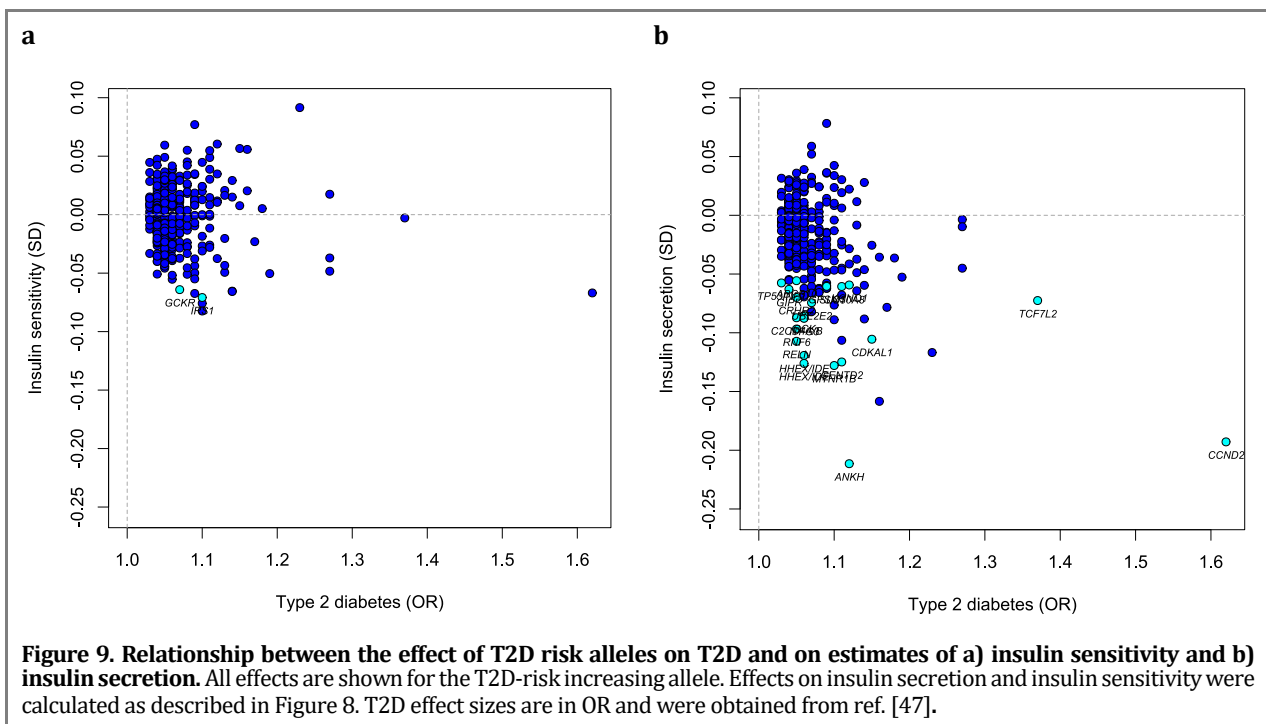 a
b
Insulin sensitivity (SD)
0.10
0.05
0.00
-0.05
-0.10
-0.15
-0.20
-0.25
GCKR
IRS1
1.0 1.1 1.2 1.3 1.4 1.5 1.6
Type 2 diabetes (OR)
Insulin secretion (SD)
0.10
0.05
0.00
-0.05
-0.10
-0.15
-0.20
-0.25
TCF7L2
CDKAL1
RNF6
RELN
HHEX/IDE
MTNR1B
CCND2
ANKH
1.0 1.1 1.2 1.3 1.4 1.5 1.6
Type 2 diabetes (OR)
Figure 9. Relationship between the effect of T2D risk alleles on T2D and on estimates of a) insulin sensitivity and b)
insulin secretion. All effects are shown for the T2D-risk increasing allele. Effects on insulin secretion and insulin sensitivity were
calculated as described in Figure 8. T2D effect sizes are in OR and were obtained from ref. [47].